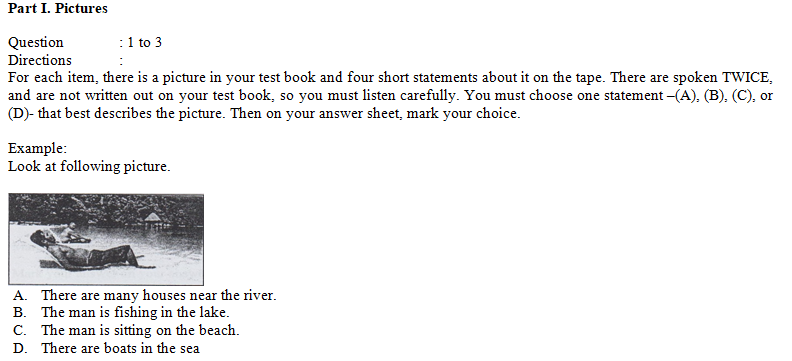 Part I. Pictures
Question : 1 to 3
Directions :
For each item, there is a picture in your test book and four short statements about it on the tape. There are spoken TWICE,
and are not written out on your test book, so you must listen carefully. You must choose one statement –(A), (B), (C), or
(D)- that best describes the picture. Then on your answer sheet, mark your choice.
Example:
Look at following picture.
A. There are many houses near the river.
B. The man is fishing in the lake.
C. The man is sitting on the beach.
D. There are boats in the sea